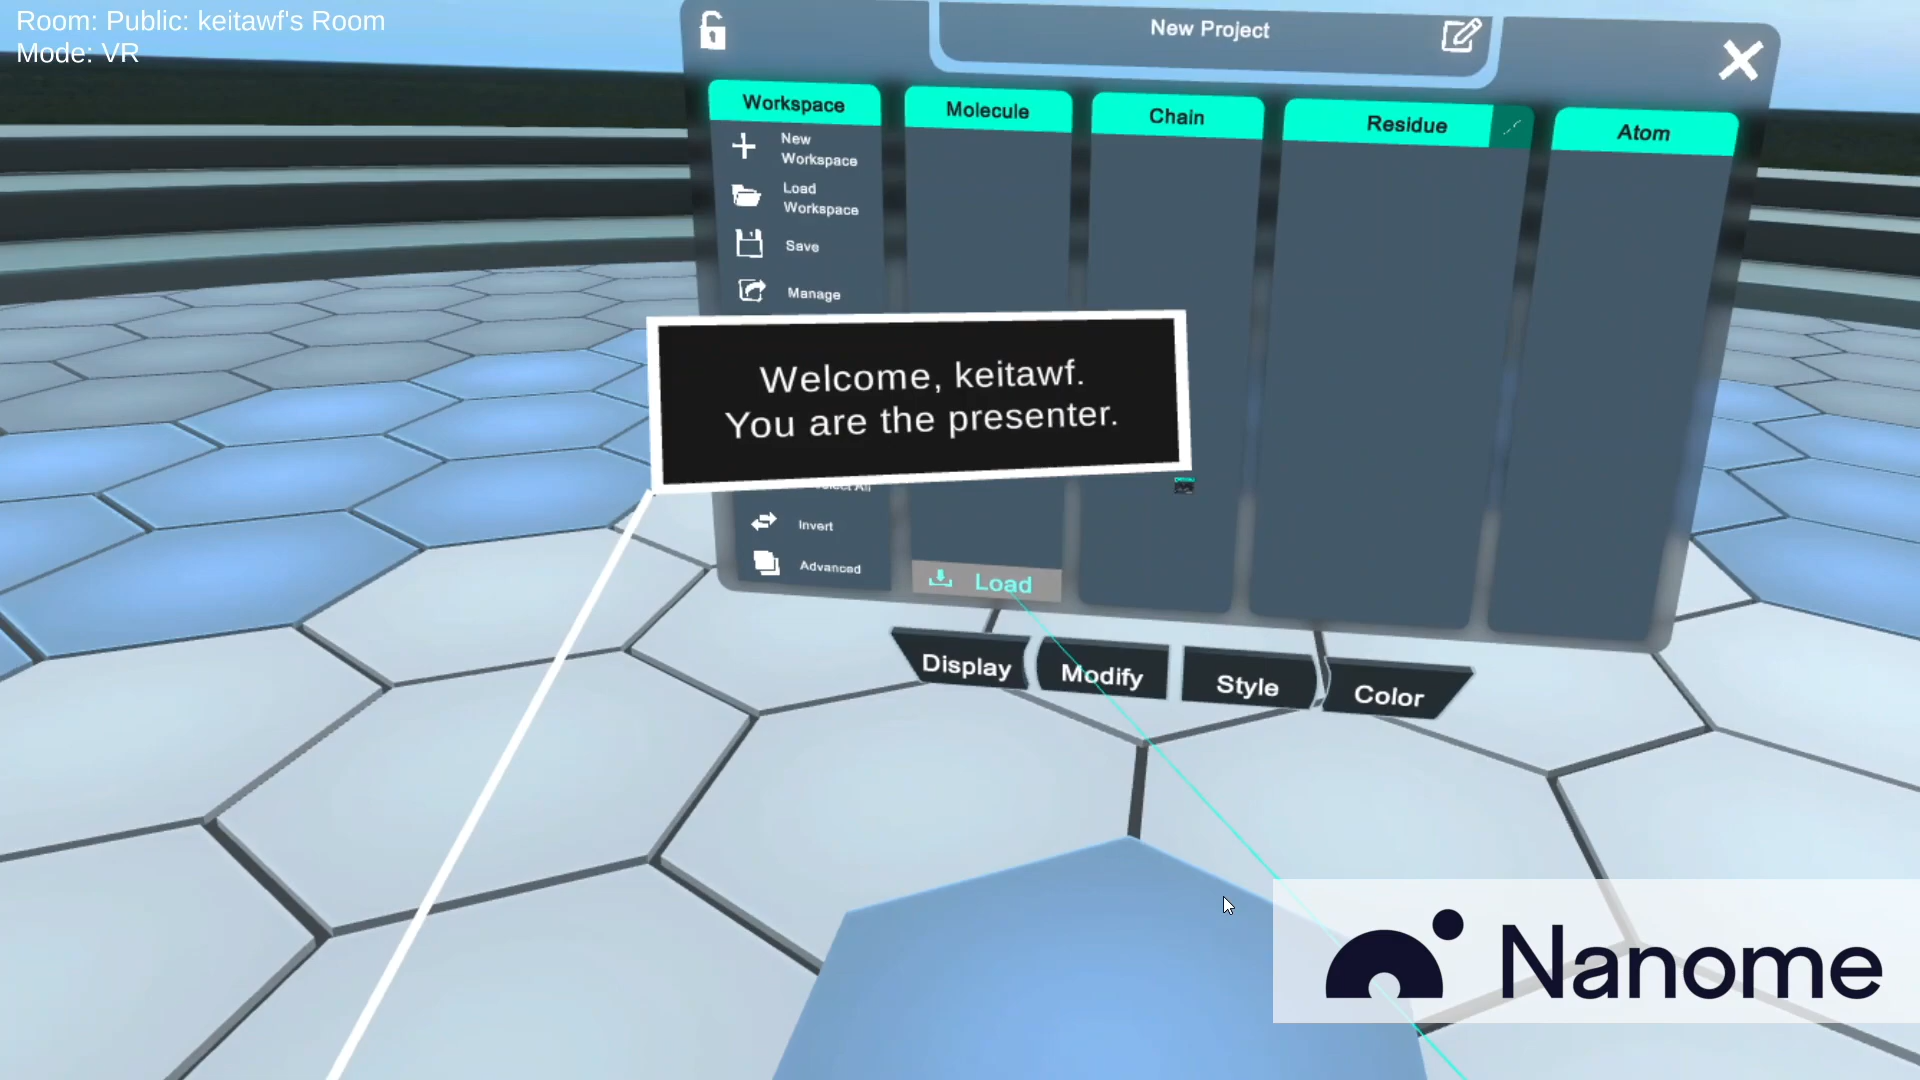 Room: Public: keitawf's Room
Mode: VR
New Project
Workspace
Molecule
Chain
Residue
Atom
New
Workspace
Load
Workspace
Save
Manage
Welcome, keitawf.
You are the presenter.
Invert
Advanced
Load
Display
Modify
Style
Color
Nanome